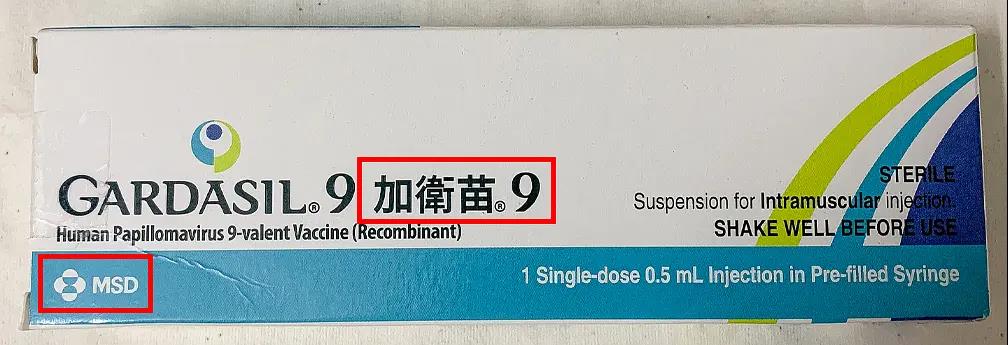 GARDASIL® 9 加衛苗® 9
Human Papillomavirus 9-valent Vaccine (Recombinant)
STERILE
Suspension for Intramuscular injection.
SHAKE WELL BEFORE USE
MSD
1 Single-dose 0.5 mL Injection in Pre-filled Syringe